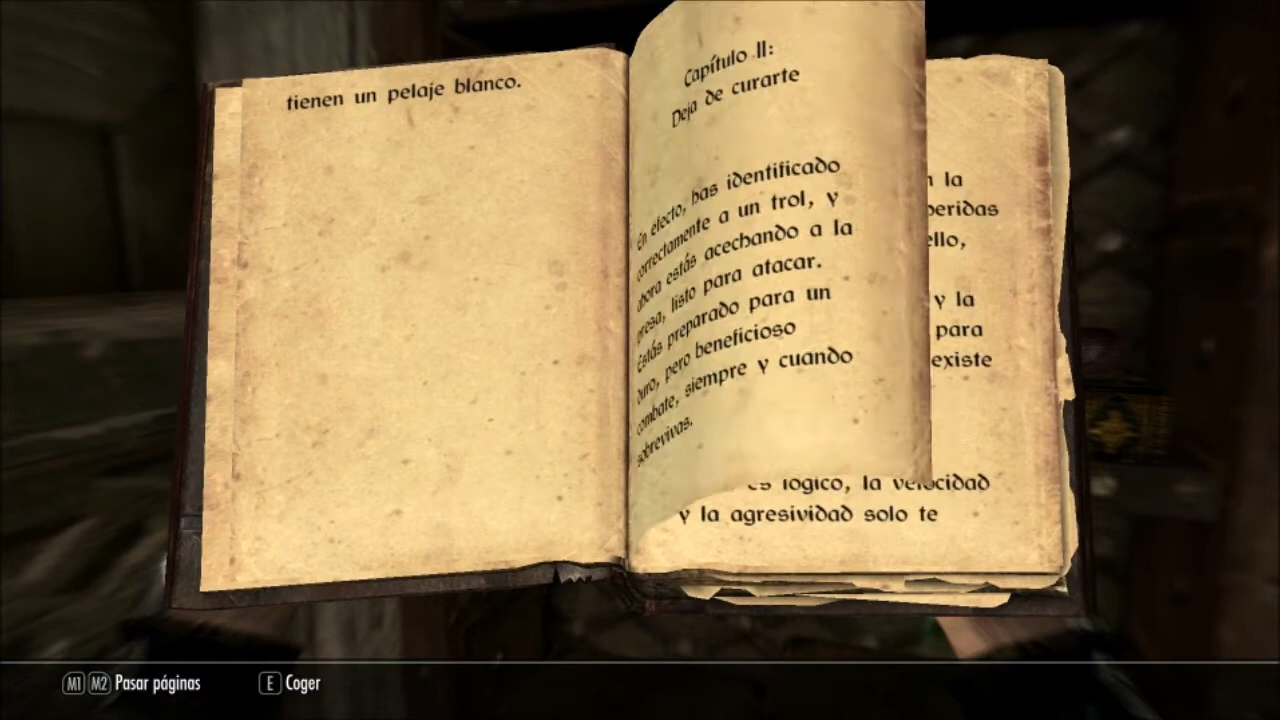 tienen un pelaje blanco.
Capítulo II:
Deja de curarte
En efecto, has identificado
correctamente a un trol, y
ahora estás acechando a la
presa, listo para atacar.
Estás preparado para un
duro, pero beneficioso
combate, siempre y cuando
sobrevivas.
la
heridas
ello,
y la
para
existe
es lógico, la velocidad
y la agresividad solo te
M1 M2 Pasar páginas
E Coger